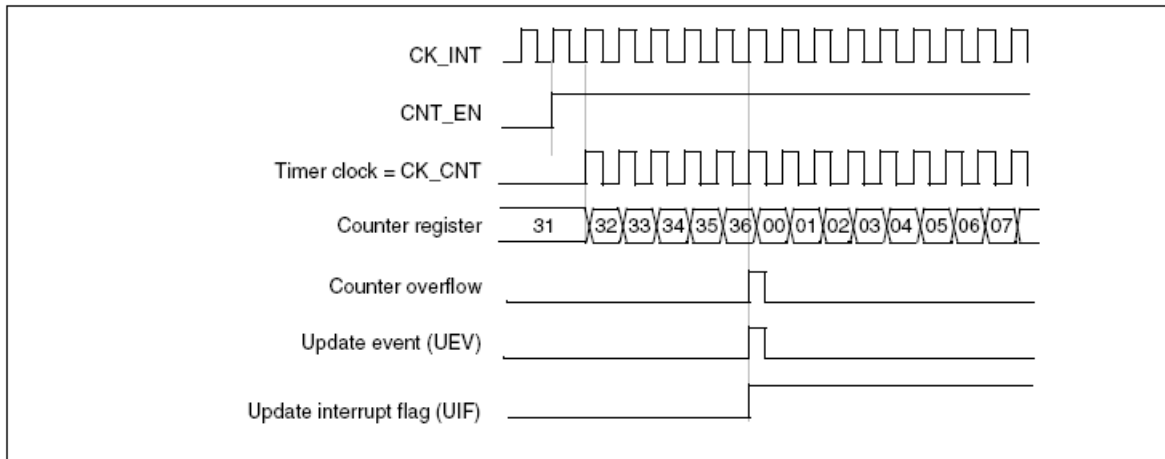 CK_INT
CNT_EN
Timer clock = CK_CNT
Counter register 31 32 33 34 35 36 00 01 02 03 04 05 06 07
Counter overflow
Update event (UEV)
Update interrupt flag (UIF)